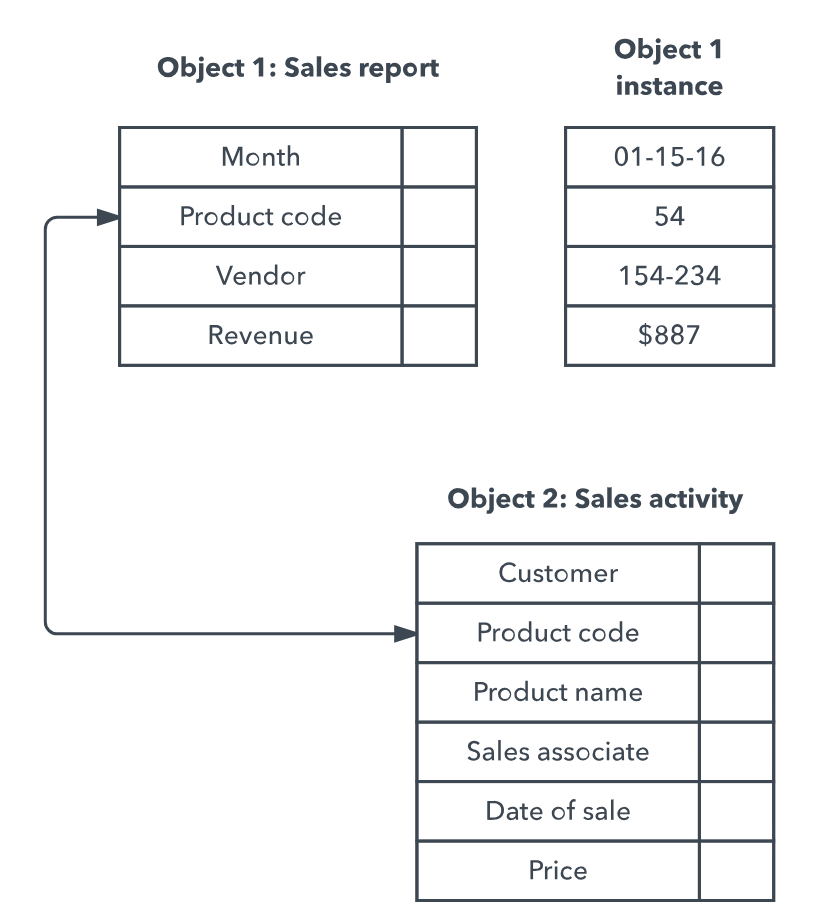 Object 1: Sales report
Object 1
instance
Month
Product code
Vendor
Revenue
01-15-16
54
154-234
$887
Object 2: Sales activity
Customer
Product code
Product name
Sales associate
Date of sale
Price